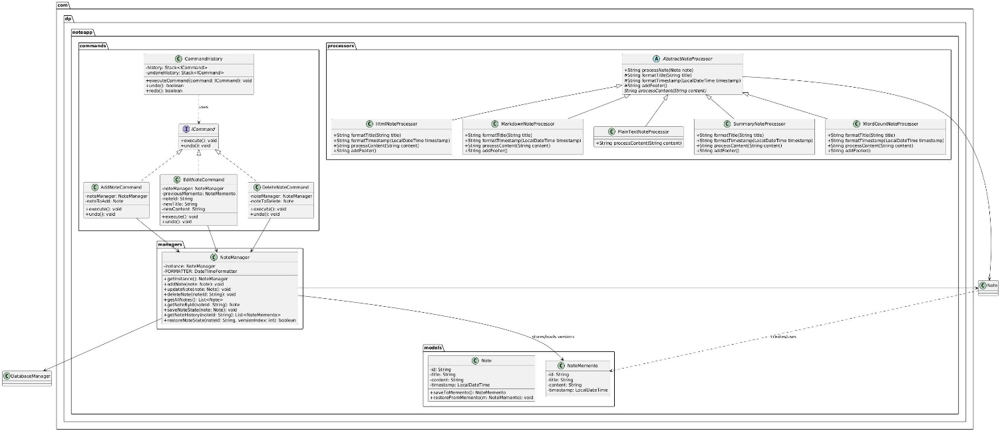 com
dp
noteapp
commands
C CommandHistory
-history: Stack<ICommand>
-undoneHistory: Stack<ICommand>
+executeCommand(command: ICommand): void
+undo(): boolean
+redo(): boolean
uses
I ICommand
+execute(): void
+undo(): void
C AddNoteCommand
-noteManager: NoteManager
-noteToAdd: Note
+execute(): void
+undo(): void
C EditNoteCommand
-noteManager: NoteManager
-previousMemento: NoteMemento
-noteId: String
-newTitle: String
-newContent: String
+execute(): void
+undo(): void
C DeleteNoteCommand
-noteManager: NoteManager
-noteToDelete: Note
+execute(): void
+undo(): void
processors
A AbstractNoteProcessor
+String processNote(Note note)
#String formatTitle(String title)
#String formatTimestamp(LocalDateTime timestamp)
#String addFooter()
String processContent(String content)
C HtmlNoteProcessor
+String formatTitle(String title)
+String formatTimestamp(LocalDateTime timestamp)
+String processContent(String content)
+String addFooter()
C MarkdownNoteProcessor
+String formatTitle(String title)
+String formatTimestamp(LocalDateTime timestamp)
+String processContent(String content)
+String addFooter()
C PlainTextNoteProcessor
+String processContent(String content)
C SummaryNoteProcessor
+String formatTitle(String title)
+String formatTimestamp(LocalDateTime timestamp)
+String processContent(String content)
+String addFooter()
C WordCountNoteProcessor
+String formatTitle(String title)
+String formatTimestamp(LocalDateTime timestamp)
+String processContent(String content)
+String addFooter()
managers
C NoteManager
-instance: NoteManager
-FORMATTER: DateTimeFormatter
+getInstance(): NoteManager
+addNote(note: Note): void
+updateNote(note: Note): void
+deleteNote(noteId: String): void
+getAllNotes(): List<Note>
+getNoteById(noteId: String): Note
+saveNoteState(note: Note): void
+getNoteHistory(noteId: String): List<NoteMemento>
+restoreNoteState(noteId: String, versionIndex: int): boolean
C Note
stores/loads versions
creates/uses
models
C Note
-id: String
-title: String
-content: String
-timestamp: LocalDateTime
+saveToMemento(): NoteMemento
+restoreFromMemento(m: NoteMemento): void
C NoteMemento
-id: String
-title: String
-content: String
-timestamp: LocalDateTime
C DatabaseManager